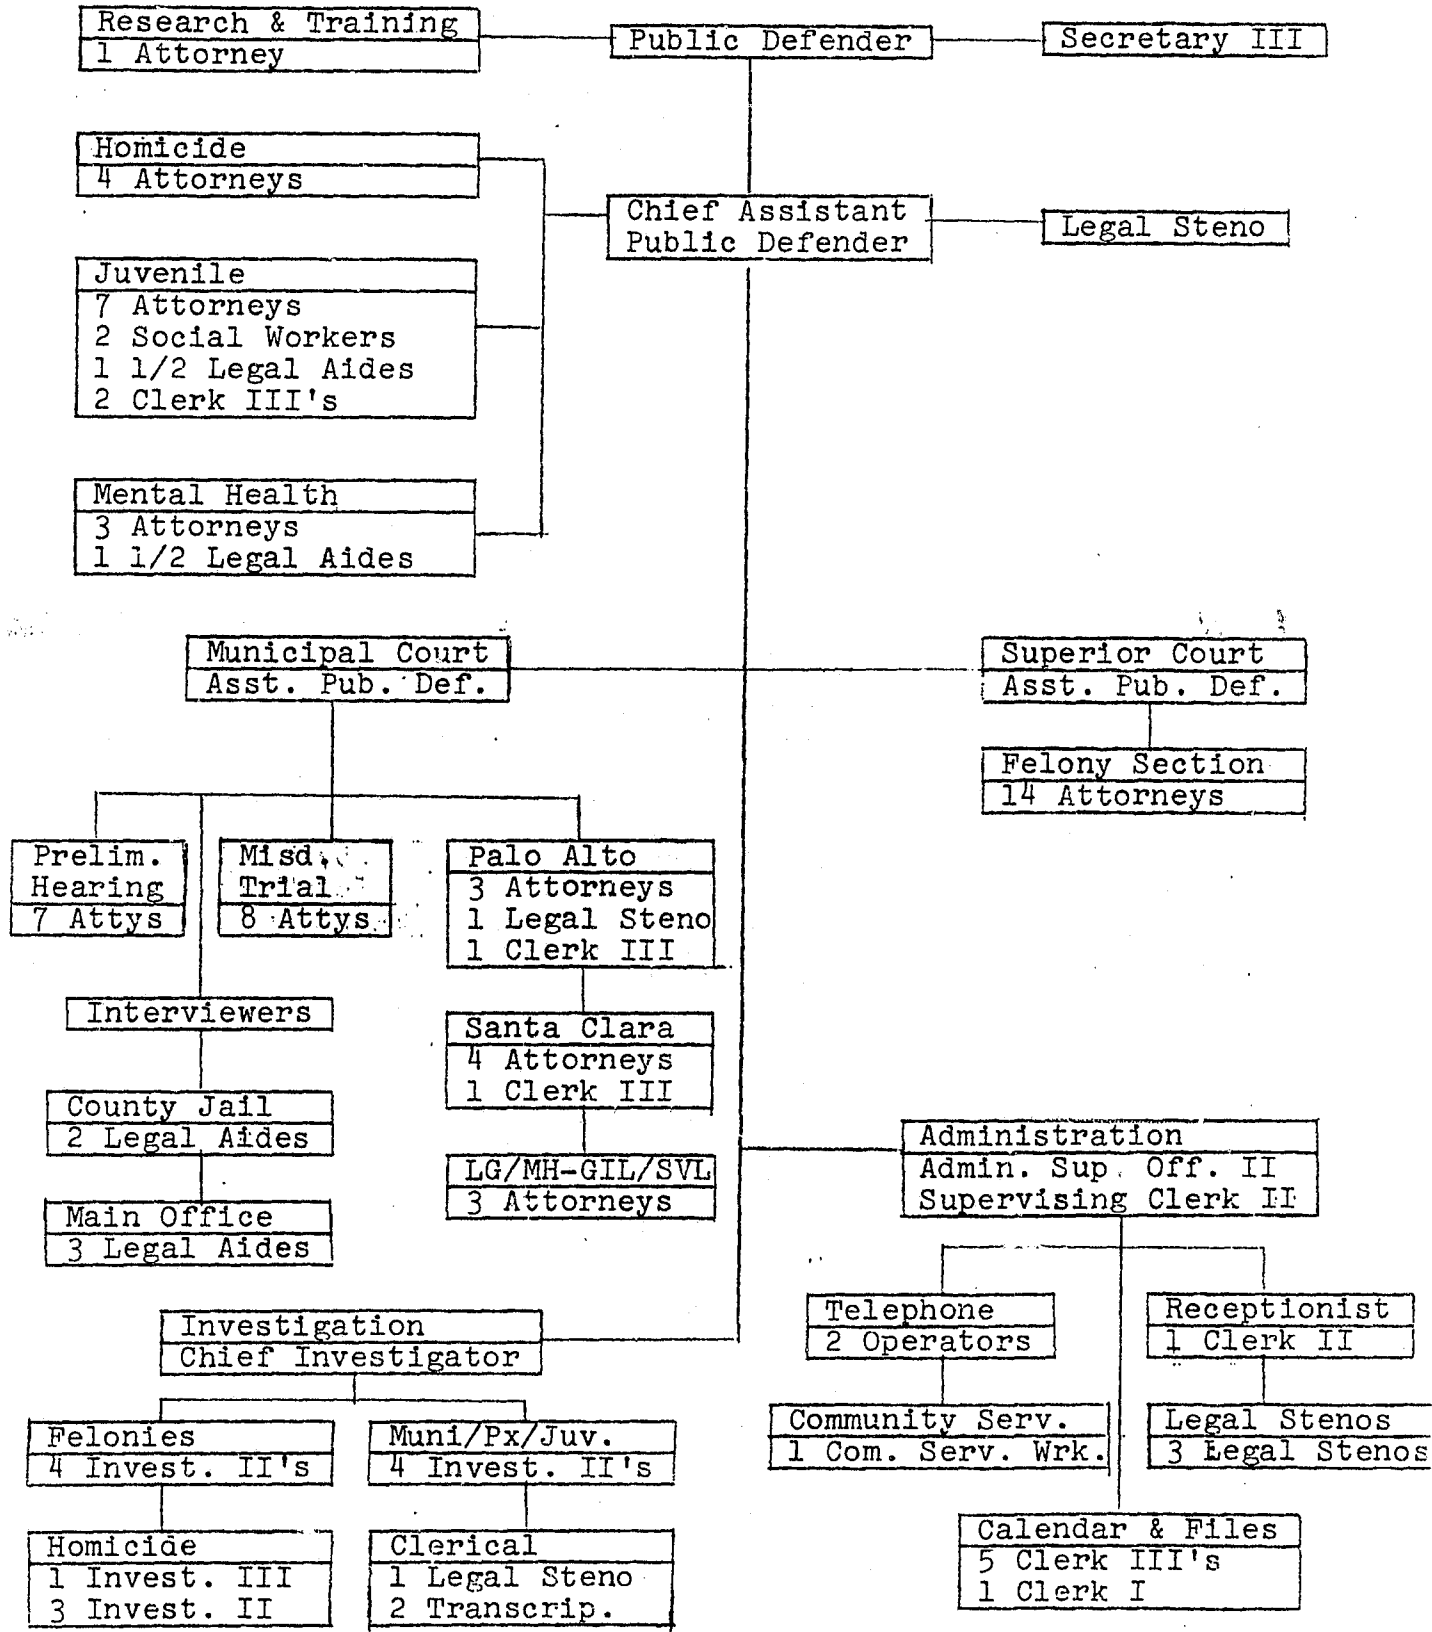 Research & Training
1 Attorney
Public Defender
Secretary III
Homicide
4 Attorneys
Chief Assistant
Public Defender
Legal Steno
Juvenile
7 Attorneys
2 Social Workers
1 1/2 Legal Aides
2 Clerk III's
Mental Health
3 Attorneys
1 1/2 Legal Aides
Municipal Court
Asst. Pub. Def.
Superior Court
Asst. Pub. Def.
Felony Section
14 Attorneys
Prelim.
Hearing
7 Attys
Misd.
Trial
8 Attys
Palo Alto
3 Attorneys
1 Legal Steno
1 Clerk III
Interviewers
Santa Clara
4 Attorneys
1 Clerk III
County Jail
2 Legal Aides
LG/MH-GIL/SVL
3 Attorneys
Main Office
3 Legal Aides
Administration
Admin. Sup. Off. II
Supervising Clerk II
Telephone
2 Operators
Receptionist
1 Clerk II
Investigation
Chief Investigator
Community Serv.
1 Com. Serv. Wrk.
Legal Stenos
3 Legal Stenos
Felonies
4 Invest. II's
Muni/Px/Juv.
4 Invest. II's
Calendar & Files
5 Clerk III's
1 Clerk I
Homicide
1 Invest. III
3 Invest. II
Clerical
1 Legal Steno
2 Transcrip.